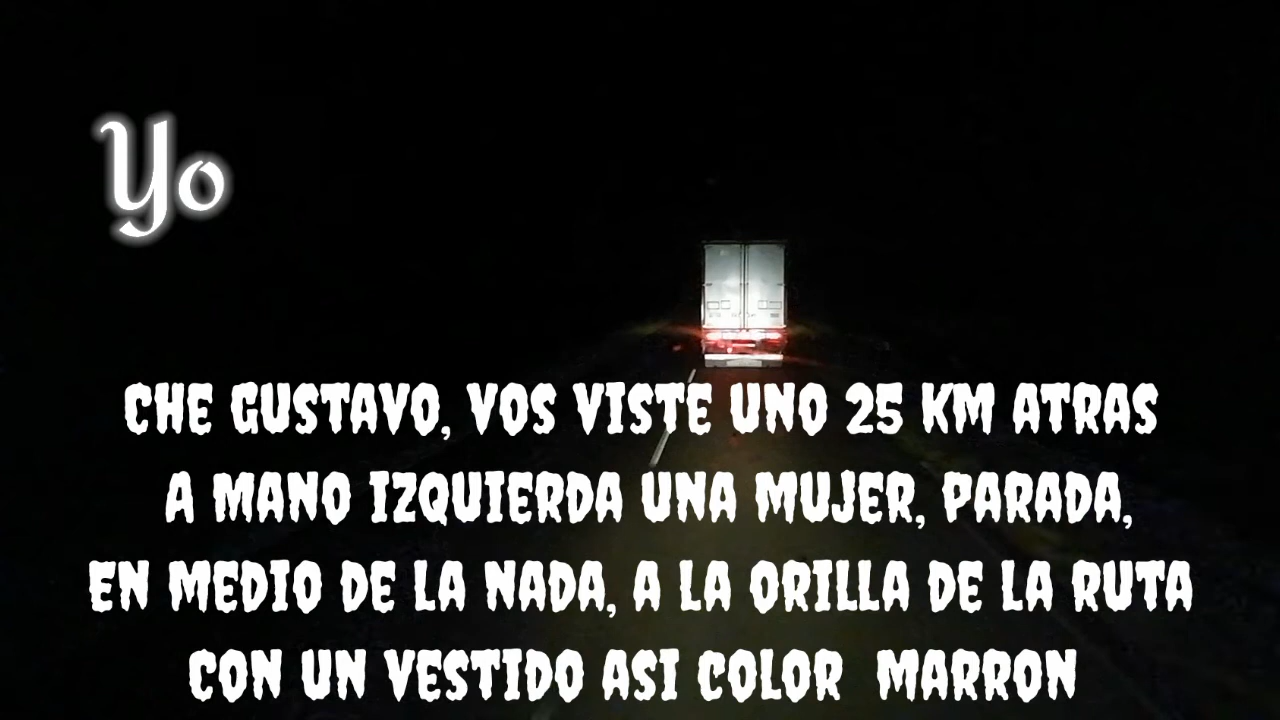 Yo
CHE GUSTAVO, VOS VISTE UNO 25 KM ATRAS
A MANO IZQUIERDA UNA MUJER, PARADA,
EN MEDIO DE LA NADA, A LA ORILLA DE LA RUTA
CON UN VESTIDO ASI COLOR MARRON